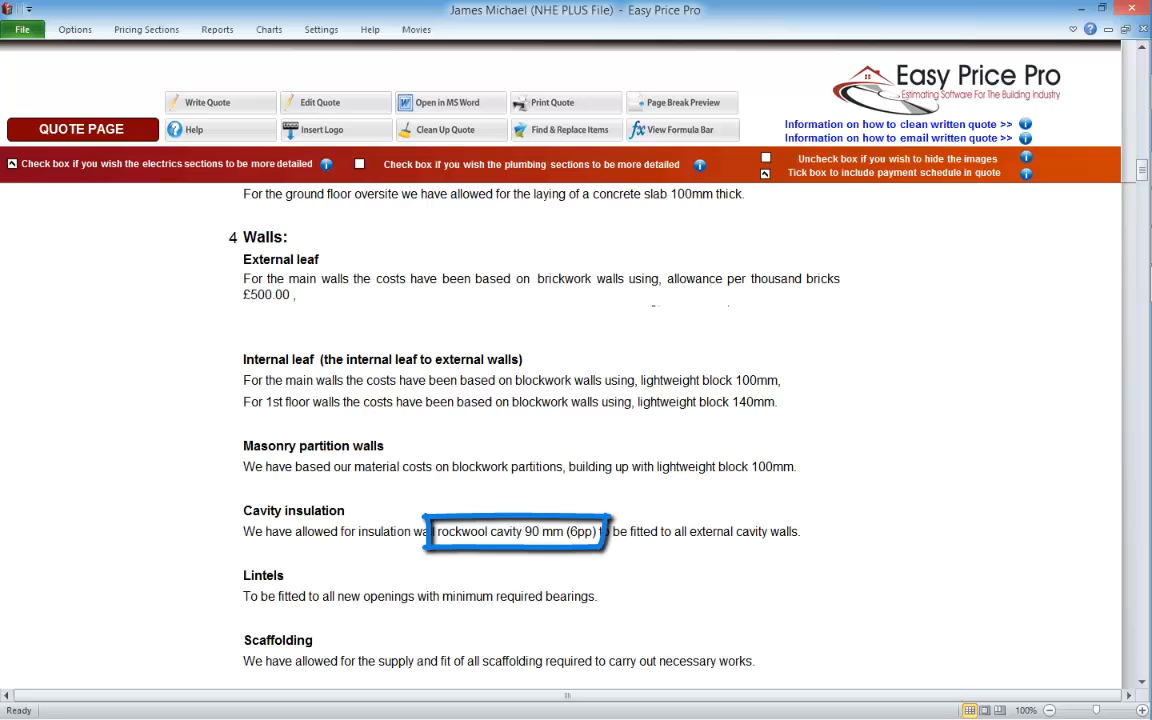 James Michael (NHE PLUS File) - Easy Price Pro
File Options Pricing Sections Reports Charts Settings Help Movies
Write Quote Edit Quote Open in MS Word Print Quote Page Break Preview
Easy Price Pro
Estimating Software For The Building Industry
QUOTE PAGE Help Insert Logo Clean Up Quote Find & Replace Items View Formula Bar
Information on how to clean written quote >>
Information on how to email written quote >>
Check box if you wish the electrics sections to be more detailed Check box if you wish the plumbing sections to be more detailed Uncheck box if you wish to hide the images
Tick box to include payment schedule in quote
For the ground floor oversite we have allowed for the laying of a concrete slab 100mm thick.
4 Walls:
External leaf
For the main walls the costs have been based on brickwork walls using, allowance per thousand bricks
£500.00 ,
Internal leaf (the internal leaf to external walls)
For the main walls the costs have been based on blockwork walls using, lightweight block 100mm,
For 1st floor walls the costs have been based on blockwork walls using, lightweight block 140mm.
Masonry partition walls
We have based our material costs on blockwork partitions, building up with lightweight block 100mm.
Cavity insulation
We have allowed for insulation wall rockwool cavity 90 mm (6pp) to be fitted to all external cavity walls.
Lintels
To be fitted to all new openings with minimum required bearings.
Scaffolding
We have allowed for the supply and fit of all scaffolding required to carry out necessary works.
Ready 100%